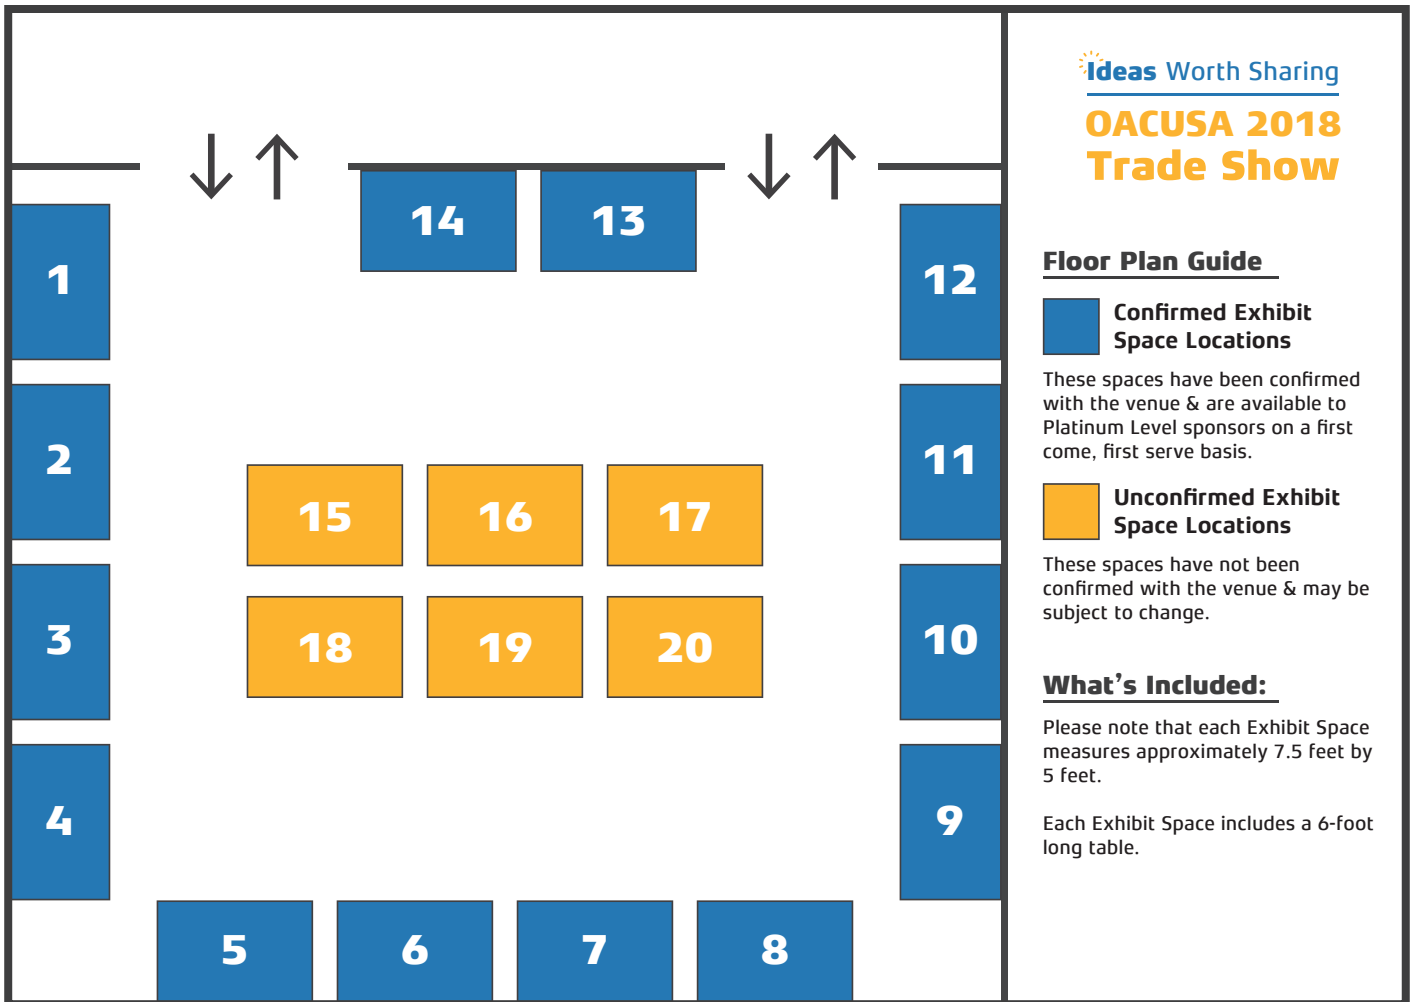 Ideas Worth Sharing
OACUSA 2018
Trade Show
14
13
1
12
2
11
15
16
17
3
10
18
19
20
4
9
5
6
7
8
Floor Plan Guide
Confirmed Exhibit
Space Locations
These spaces have been confirmed
with the venue & are available to
Platinum Level sponsors on a first
come, first serve basis.
Unconfirmed Exhibit
Space Locations
These spaces have not been
confirmed with the venue & may be
subject to change.
What's Included:
Please note that each Exhibit Space
measures approximately 7.5 feet by
5 feet.
Each Exhibit Space includes a 6-foot
long table.